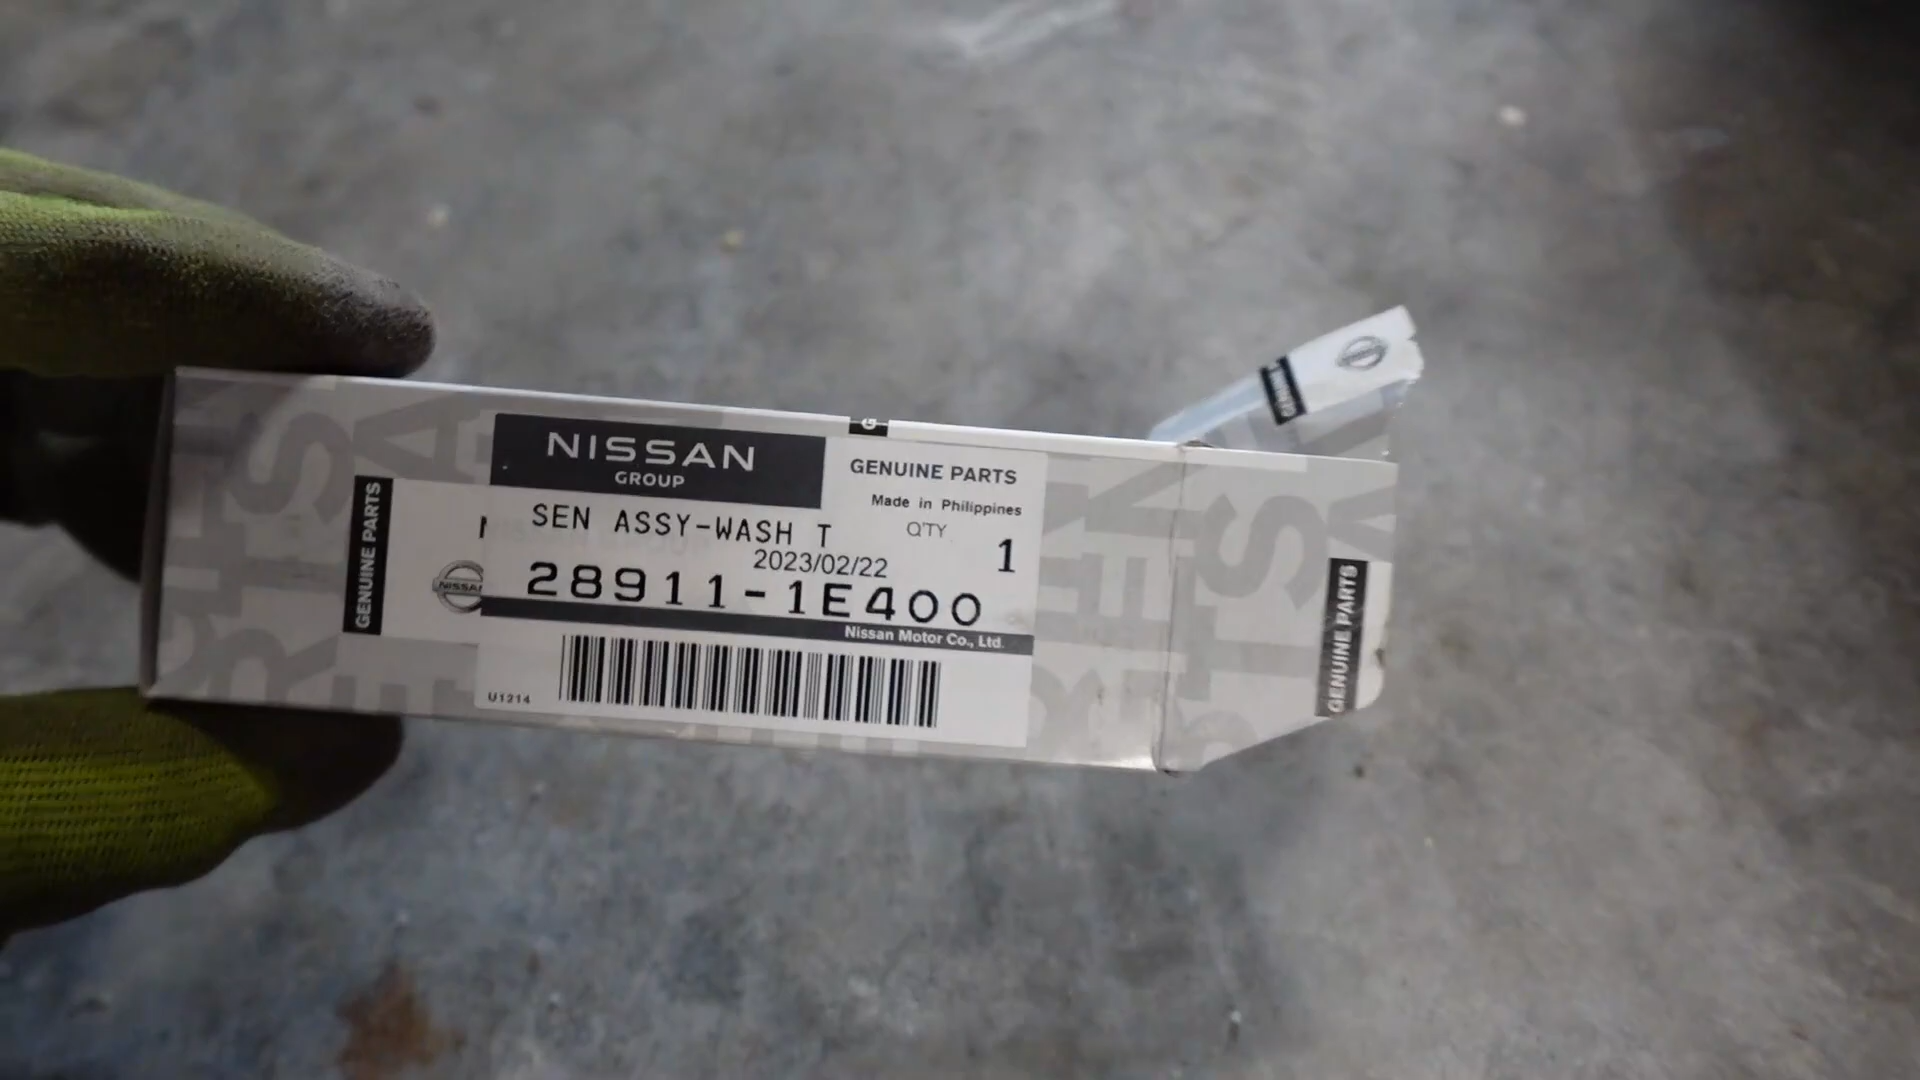 NISSAN
GROUP
GENUINE PARTS
Made in Philippines
SEN ASSY-WASH T
Q'TY
1
2023/02/22
28911-1E400
Nissan Motor Co., Ltd.
U1214
GENUINE PARTS
NISSAN
GENUINE PARTS
G